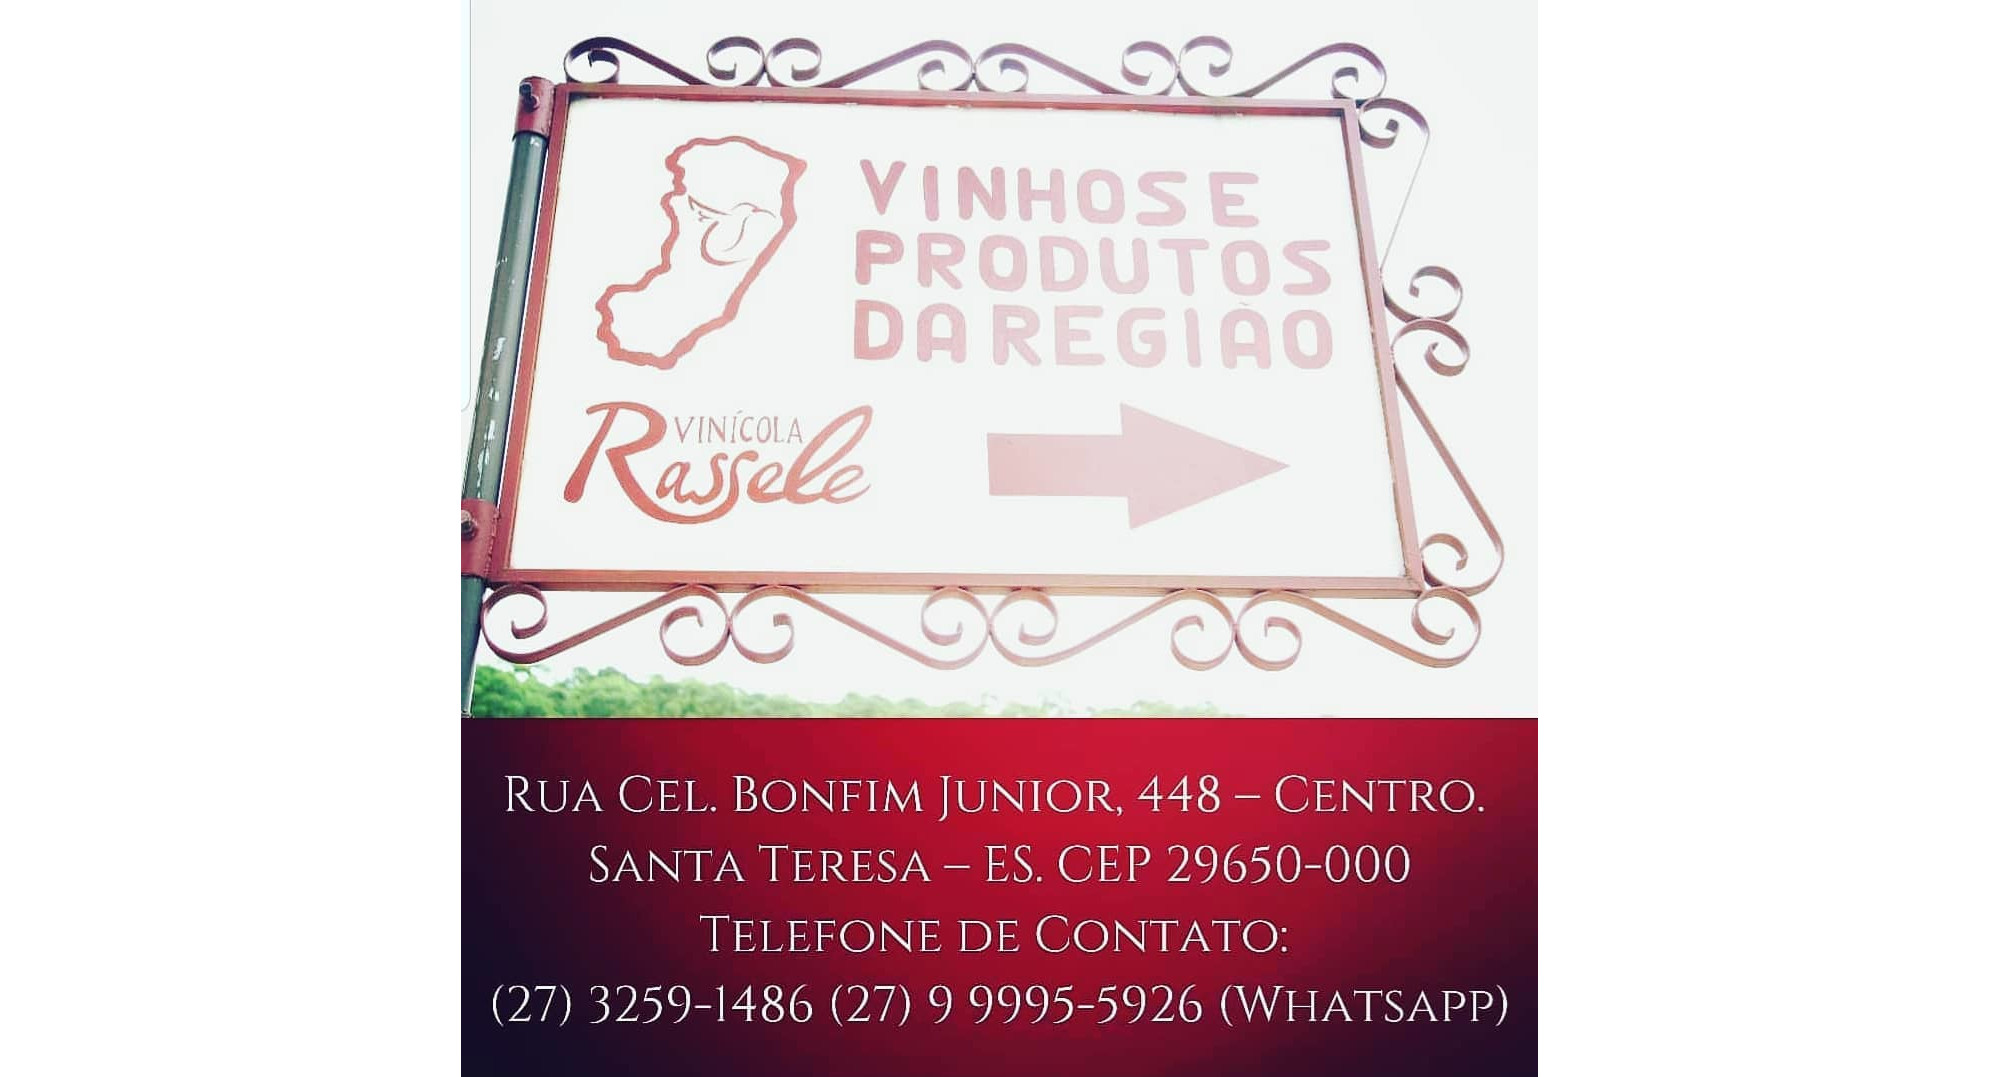 VINHOS E
PRODUTOS
DA REGIÃO
VINÍCOLA
Rassele
Rua Cel. Bonfim Junior, 448 – Centro.
Santa Teresa – ES. CEP 29650-000
Telefone de Contato:
(27) 3259-1486 (27) 9 9995-5926 (Whatsapp)